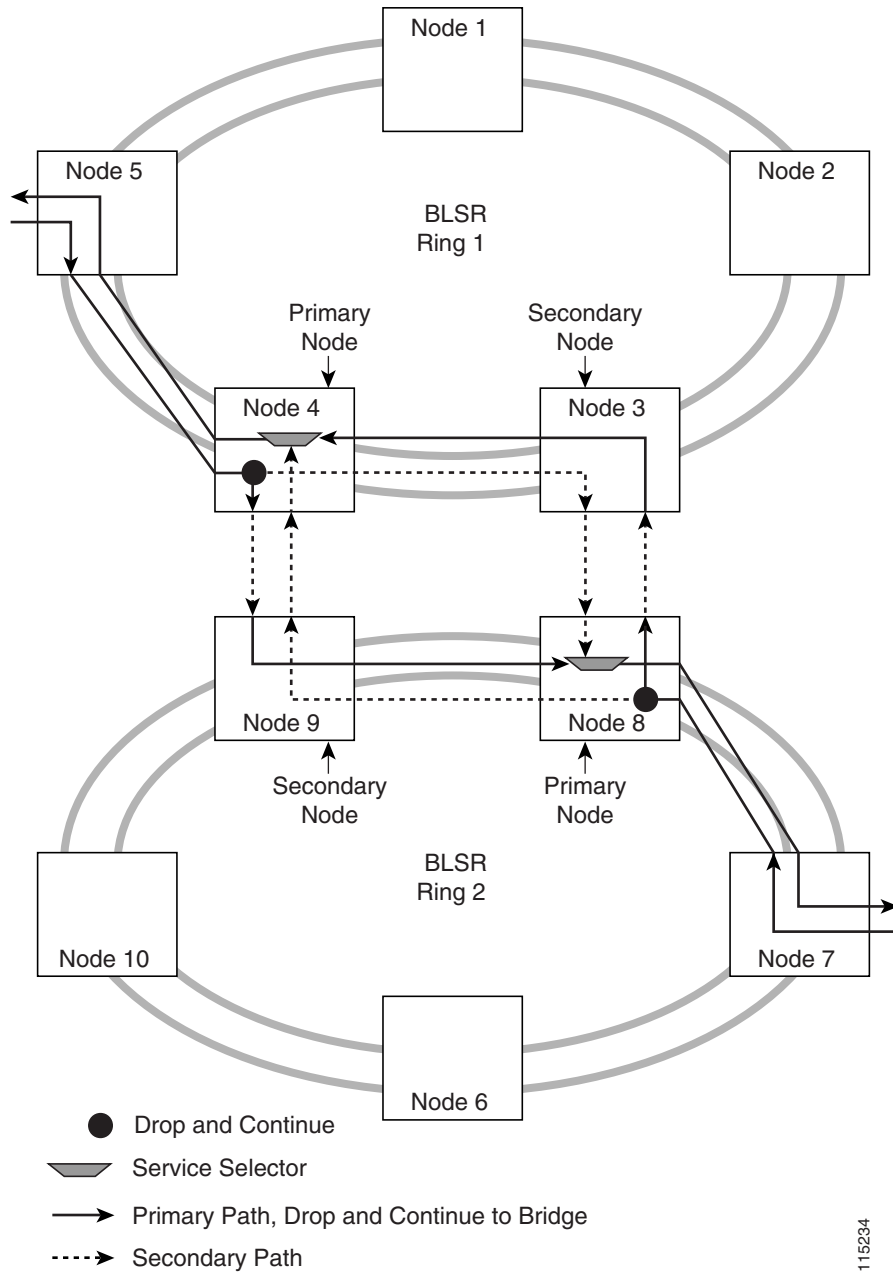 Node 1
Node 5
Node 2
BLSR
Ring 1
Primary
Node
Secondary
Node
Node 4
Node 3
Node 9
Node 8
Secondary
Node
Primary
Node
BLSR
Ring 2
Node 10
Node 7
Node 6
Drop and Continue
Service Selector
Primary Path, Drop and Continue to Bridge
Secondary Path
115234